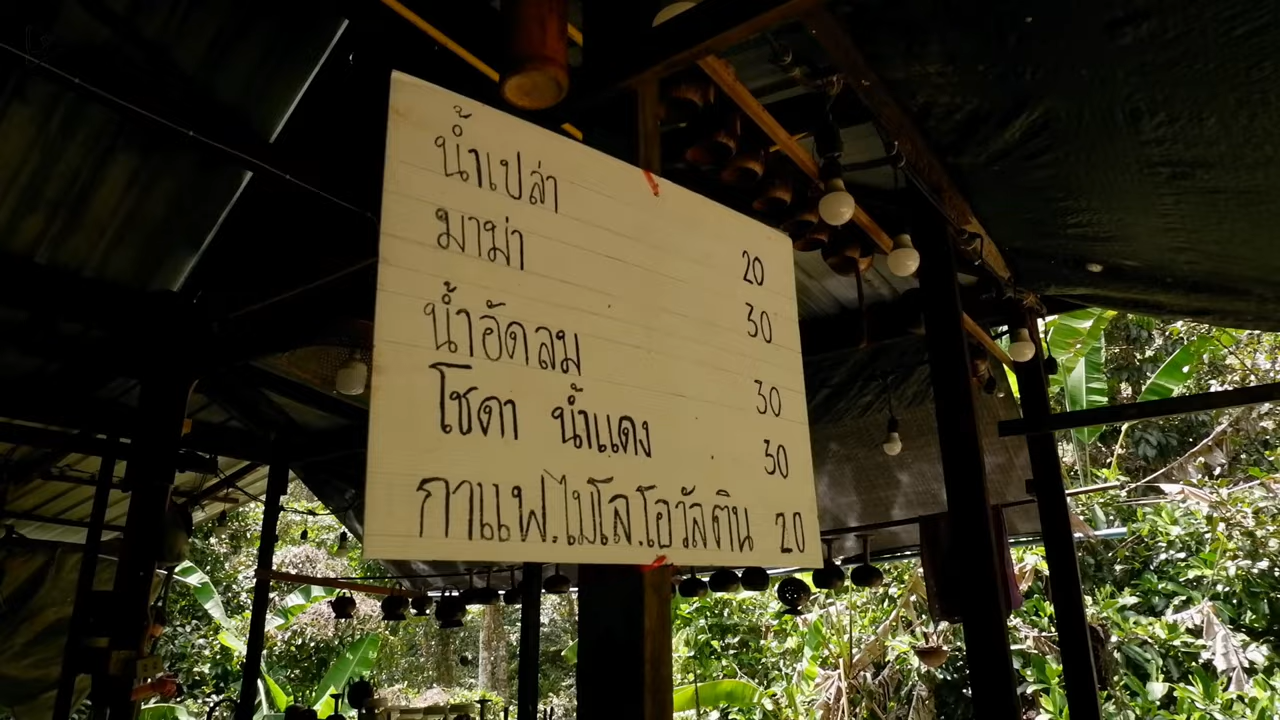 น้ำเปล่า 20
มาม่า 30
น้ำอัดลม 30
โซดา น้ำแดง 30
กาแฟ.ไมโล.โอวัลติน 20